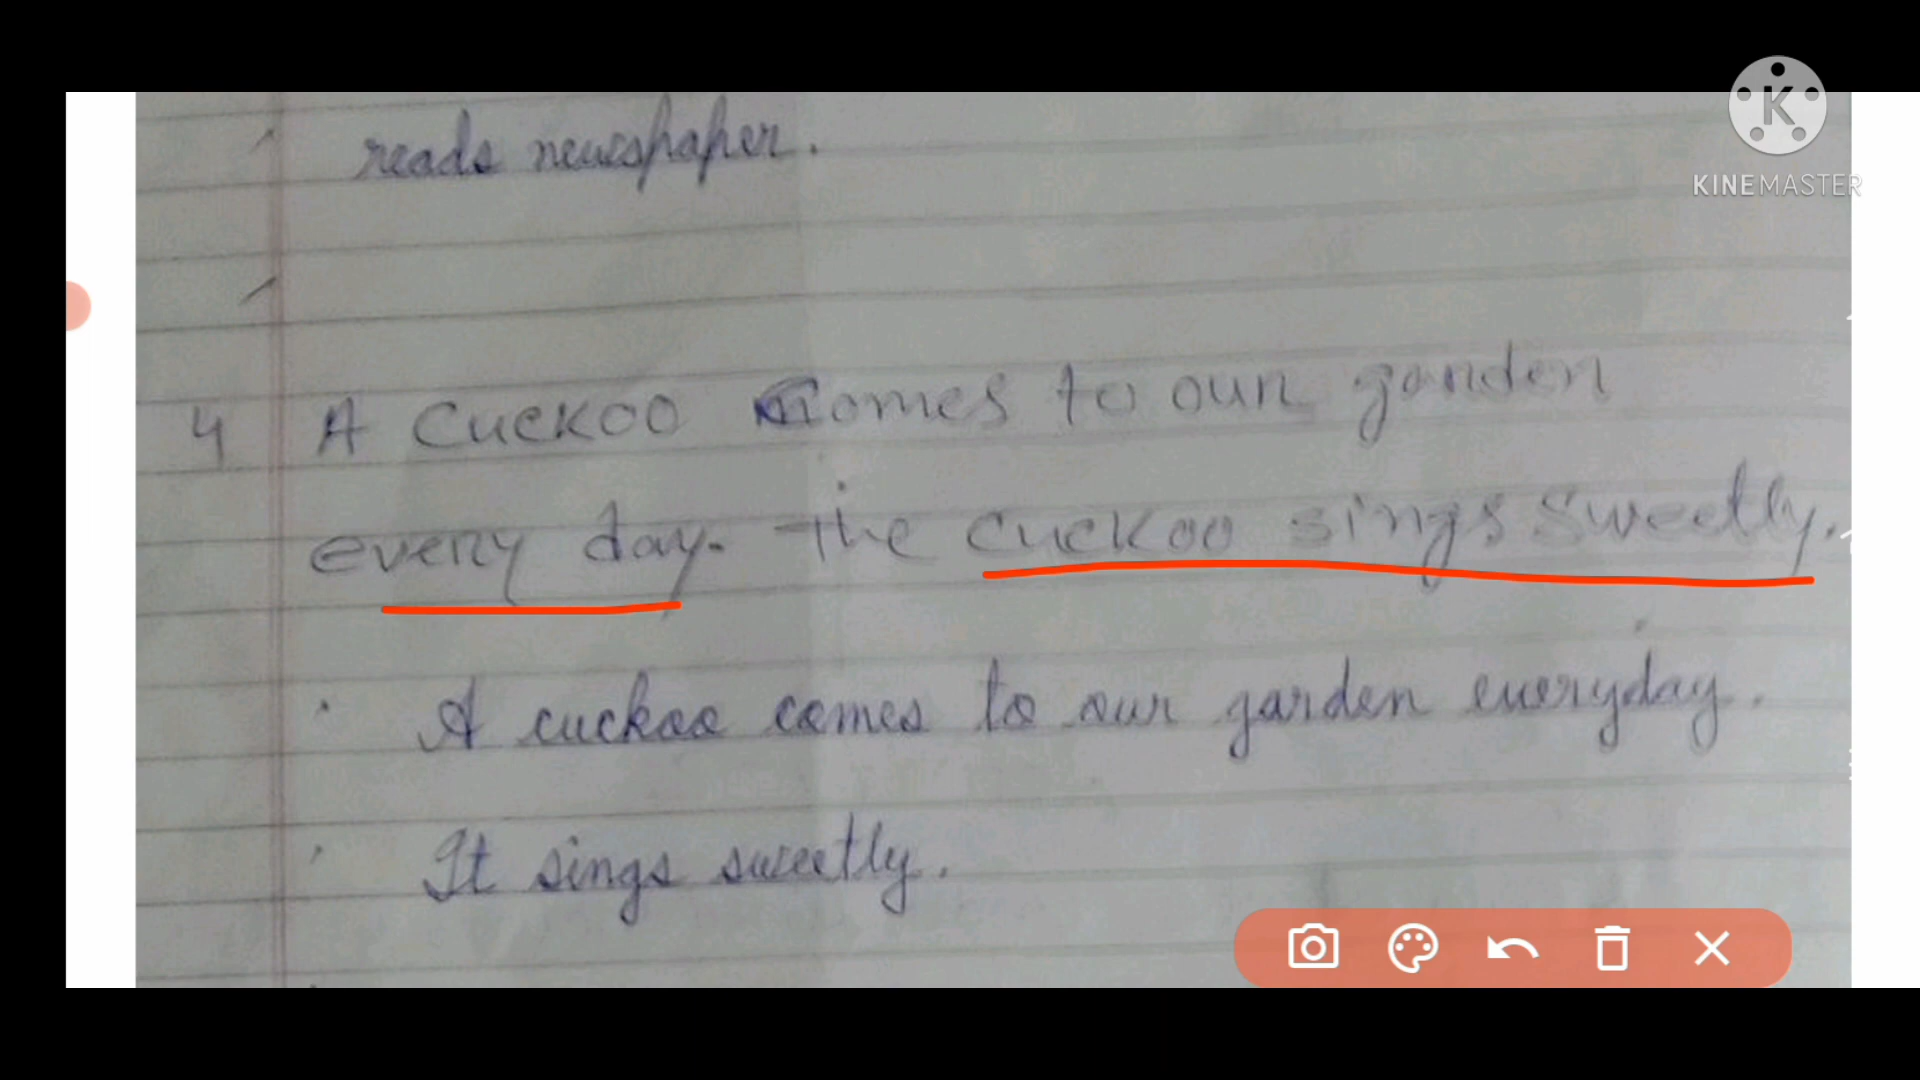 reads newspaper.
KINEMASTER
4 A Cuckoo comes to our garden
every day. The cuckoo sings sweetly.
A cuckoo comes to our garden everyday.
It sings sweetly.